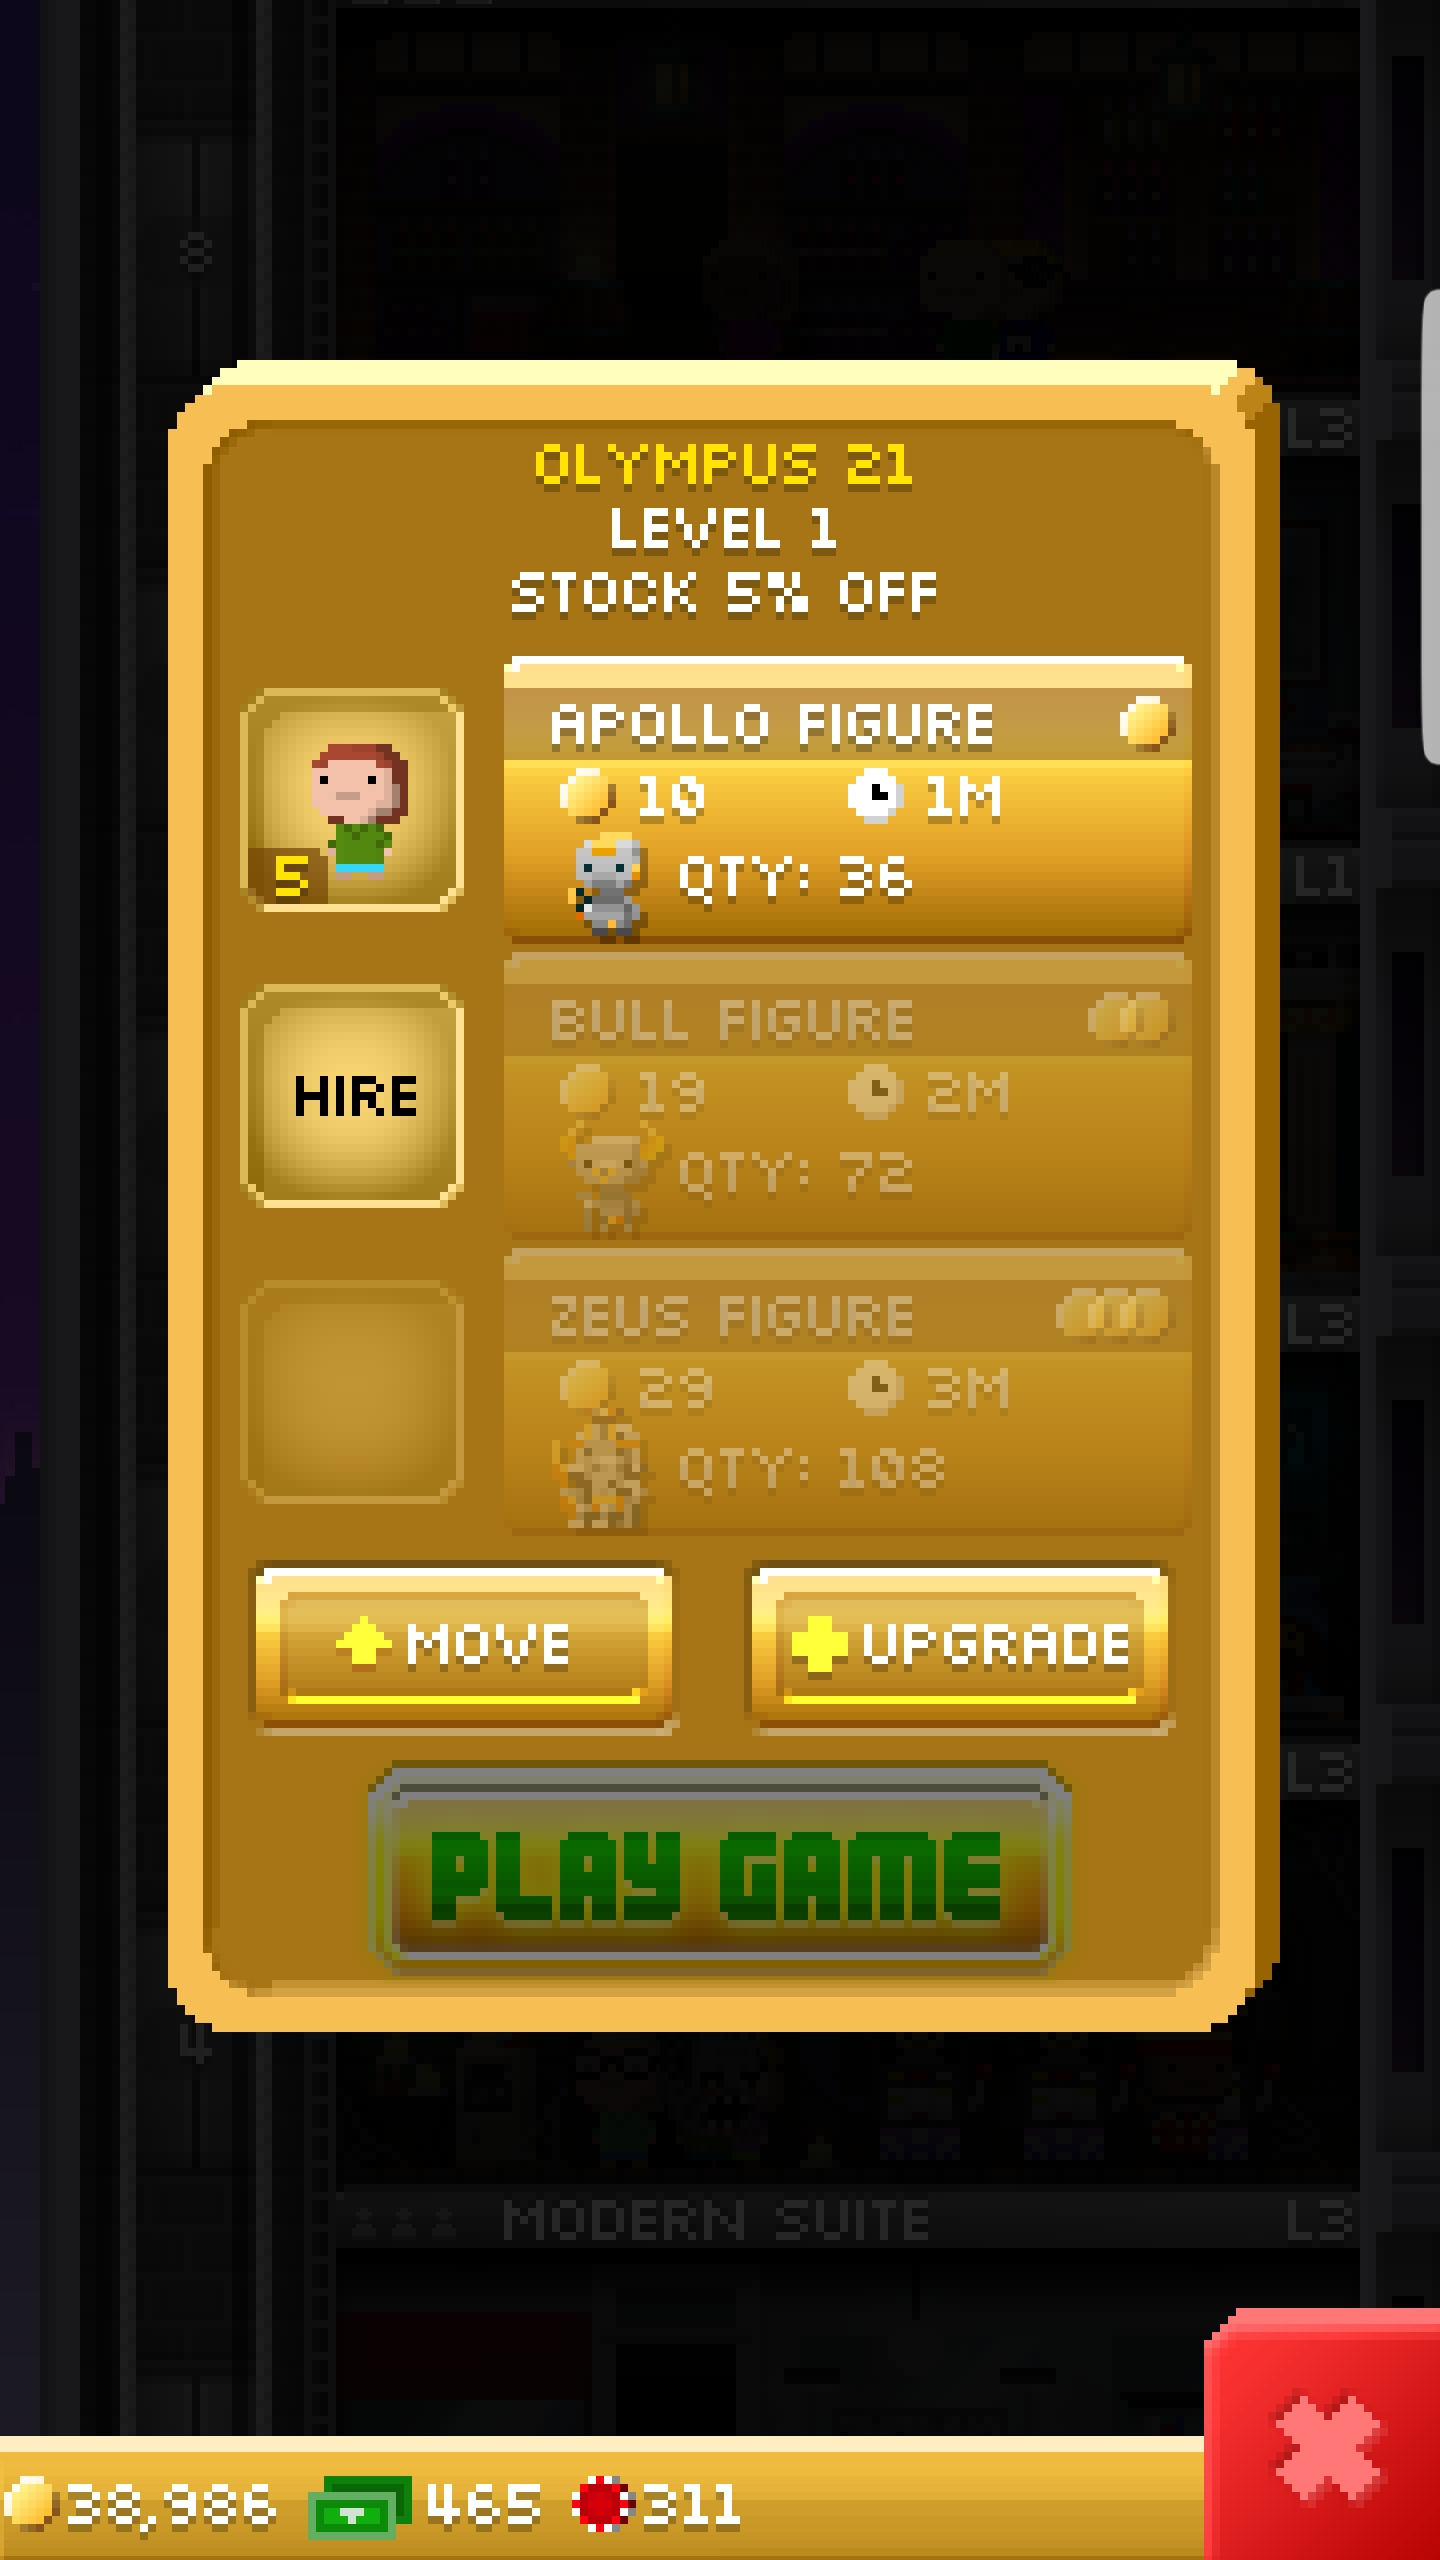 8
L3
OLYMPUS 21
LEVEL 1
STOCK 5% OFF
APOLLO FIGURE
10 1M
5
QTY: 36
L1
BULL FIGURE
HIRE
19 2M
QTY: 72
ZEUS FIGURE
L3
29 3M
QTY: 108
MOVE UPGRADE
L3
PLAY GAME
4
MODERN SUITE L3
38,986 465 311